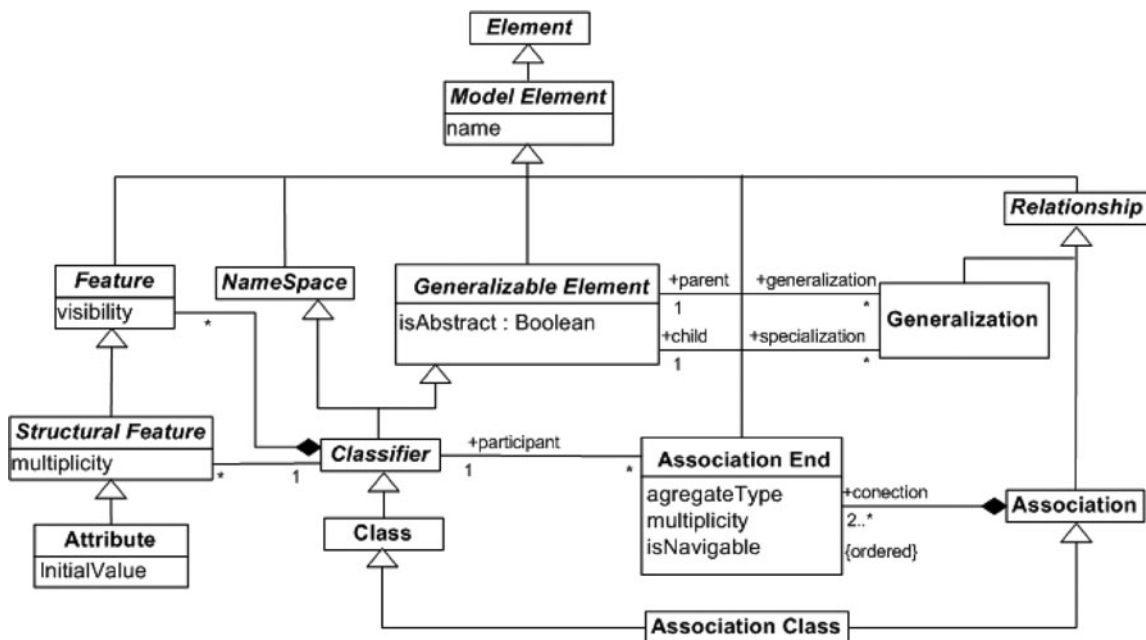 Element
Model Element
name
Relationship
Feature
visibility
*
NameSpace
Generalizable Element
isAbstract : Boolean
+parent
1
+generalization
*
+child
1
+specialization
*
Generalization
Structural Feature
multiplicity
*
1
Classifier
+participant
1
*
Association End
agregateType
multiplicity
isNavigable
+conection
2..*
{ordered}
Association
Attribute
InitialValue
Class
Association Class